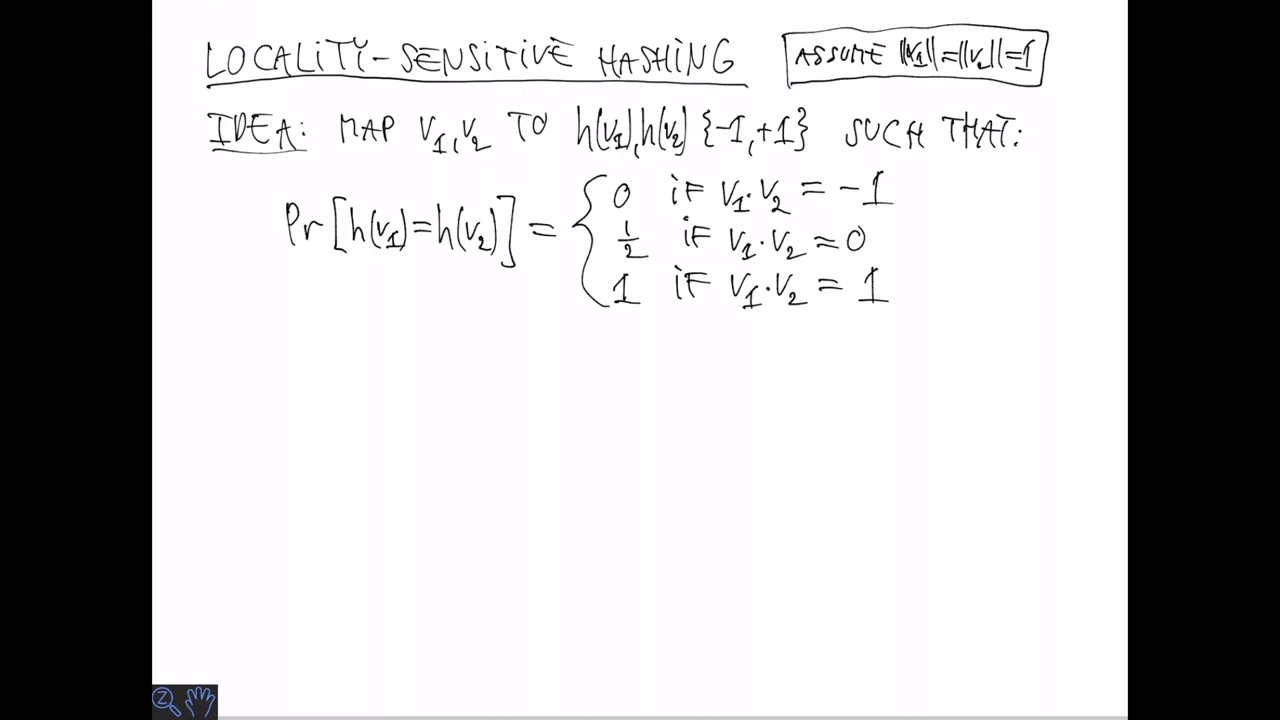 LOCALITY-SENSITIVE HASHING
ASSUME ||v₁||=||v₂||=1
IDEA: MAP v₁,v₂ TO h(v₁),h(v₂) {-1,+1} SUCH THAT:
Pr[h(v₁)=h(v₂)] = {
0 iF v₁·v₂ = -1
1/2 iF v₁·v₂ = 0
1 iF v₁·v₂ = 1
Z